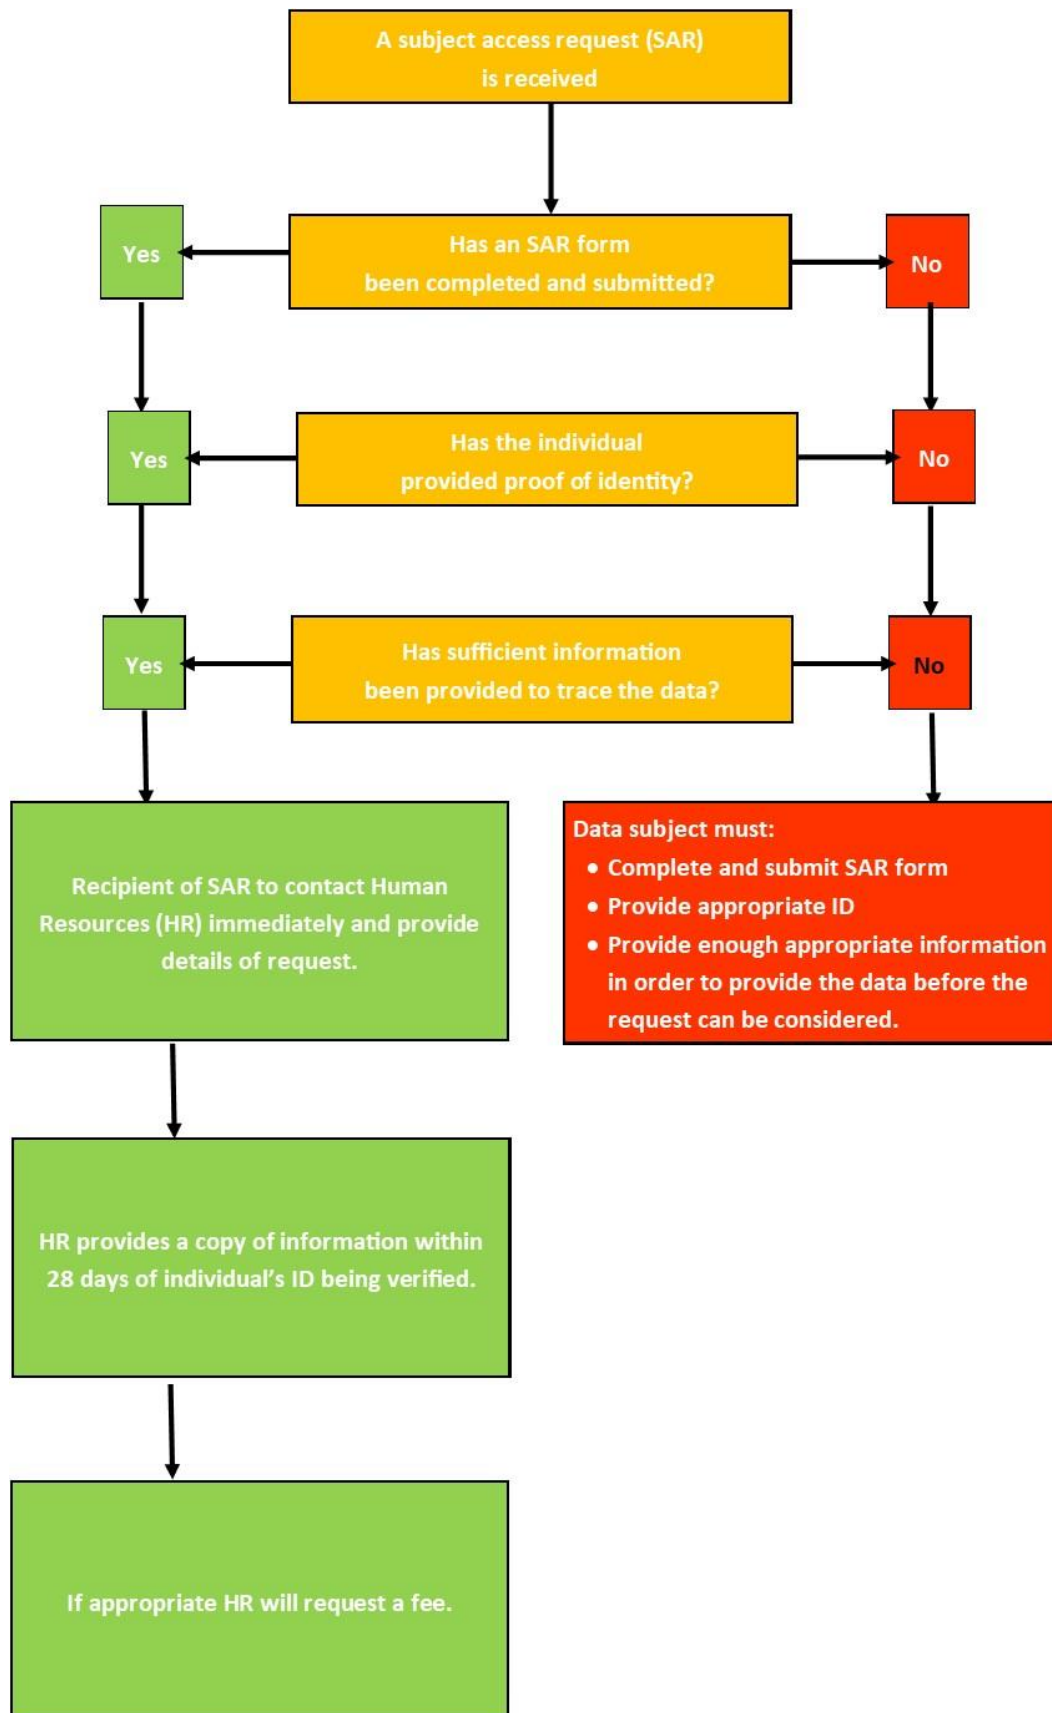 A subject access request (SAR)
is received
Yes
Has an SAR form
been completed and submitted?
No
Yes
Has the individual
provided proof of identity?
No
Yes
Has sufficient information
been provided to trace the data?
No
Recipient of SAR to contact Human
Resources (HR) immediately and provide
details of request.
Data subject must:
• Complete and submit SAR form
• Provide appropriate ID
• Provide enough appropriate information
in order to provide the data before the
request can be considered.
HR provides a copy of information within
28 days of individual’s ID being verified.
If appropriate HR will request a fee.